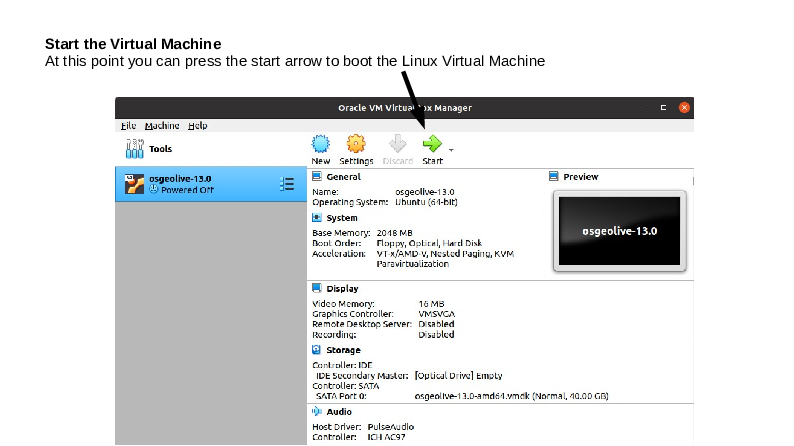 Start the Virtual Machine
At this point you can press the start arrow to boot the Linux Virtual Machine
Oracle VM VirtualBox Manager
File Machine Help
Tools
New Settings Discard Start
osgeolive-13.0
Powered Off
General
Name: osgeolive-13.0
Operating System: Ubuntu (64-bit)
Preview
osgeolive-13.0
System
Base Memory: 2048 MB
Boot Order: Floppy, Optical, Hard Disk
Acceleration: VT-x/AMD-V, Nested Paging, KVM
Paravirtualization
Display
Video Memory: 16 MB
Graphics Controller: VMSVGA
Remote Desktop Server: Disabled
Recording: Disabled
Storage
Controller: IDE
IDE Secondary Master: [Optical Drive] Empty
Controller: SATA
SATA Port 0: osgeolive-13.0-amd64.vmdk (Normal, 40.00 GB)
Audio
Host Driver: PulseAudio
Controller: ICH AC97